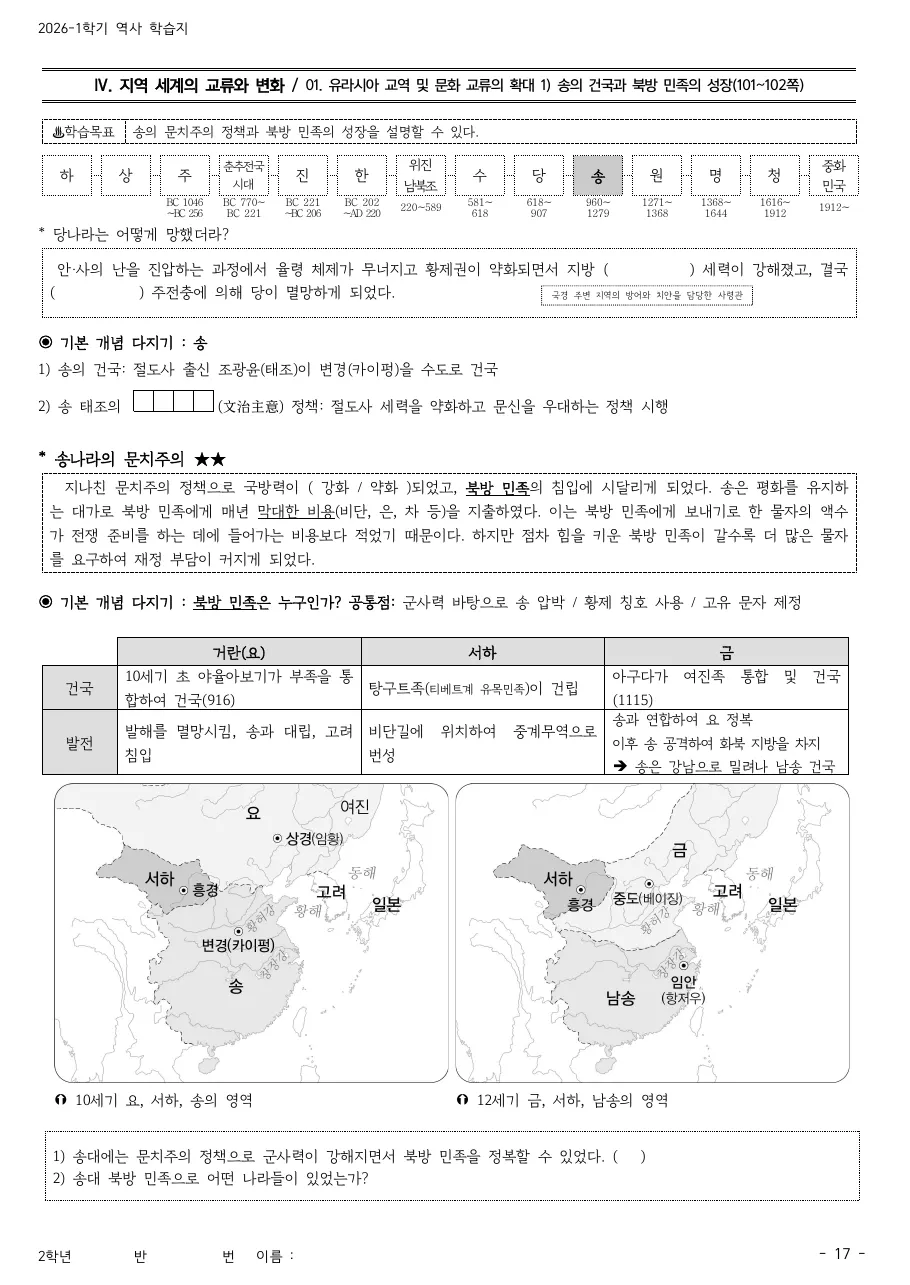 2026-1학기 역사 학습지
Ⅳ. 지역 세계의 교류와 변화 / 01. 유라시아 교역 및 문화 교류의 확대 1) 송의 건국과 북방 민족의 성장(101~102쪽)
♨학습목표 송의 문치주의 정책과 북방 민족의 성장을 설명할 수 있다.
하 상 주 춘추전국 시대 진 한 위진 남북조 수 당 송 원 명 청 중화 민국
BC 1046 ~BC 256 BC 770~ BC 221 BC 221 ~BC 206 BC 202 ~AD 220 220~589 581~ 618 618~ 907 960~ 1279 1271~ 1368 1368~ 1644 1616~ 1912 1912~
* 당나라는 어떻게 망했더라?
안·사의 난을 진압하는 과정에서 율령 체제가 무너지고 황제권이 약화되면서 지방 ( ) 세력이 강해졌고, 결국
( ) 주전충에 의해 당이 멸망하게 되었다.
국경 주변 지역의 방어와 치안을 담당한 사령관
◉ 기본 개념 다지기 : 송
1) 송의 건국: 절도사 출신 조광윤(태조)이 변경(카이펑)을 수도로 건국
2) 송 태조의 (文治主意) 정책: 절도사 세력을 약화하고 문신을 우대하는 정책 시행
* 송나라의 문치주의 ★★
지나친 문치주의 정책으로 국방력이 ( 강화 / 약화 )되었고, 북방 민족의 침입에 시달리게 되었다. 송은 평화를 유지하
는 대가로 북방 민족에게 매년 막대한 비용(비단, 은, 차 등)을 지출하였다. 이는 북방 민족에게 보내기로 한 물자의 액수
가 전쟁 준비를 하는 데에 들어가는 비용보다 적었기 때문이다. 하지만 점차 힘을 키운 북방 민족이 갈수록 더 많은 물자
를 요구하여 재정 부담이 커지게 되었다.
◉ 기본 개념 다지기 : 북방 민족은 누구인가? 공통점: 군사력 바탕으로 송 압박 / 황제 칭호 사용 / 고유 문자 제정
거란(요) 서하 금
건국
10세기 초 야율아보기가 부족을 통
합하여 건국(916)
탕구트족(티베트계 유목민족)이 건립
아구다가 여진족 통합 및 건국
(1115)
발전
발해를 멸망시킴, 송과 대립, 고려
침입
비단길에 위치하여 중계무역으로
번성
송과 연합하여 요 정복
이후 송 공격하여 화북 지방을 차지
➔ 송은 강남으로 밀려나 남송 건국
요
여진
상경(임황)
서하
흥경
동해
고려
일본
황허강
황해
변경(카이펑)
창장강
송
금
서하
흥경
중도(베이징)
동해
고려
일본
황허강
황해
창장강
임안
(항저우)
남송
10세기 요, 서하, 송의 영역
12세기 금, 서하, 남송의 영역
1) 송대에는 문치주의 정책으로 군사력이 강해지면서 북방 민족을 정복할 수 있었다. ( )
2) 송대 북방 민족으로 어떤 나라들이 있었는가?
2학년 반 번 이름 :
- 17 -